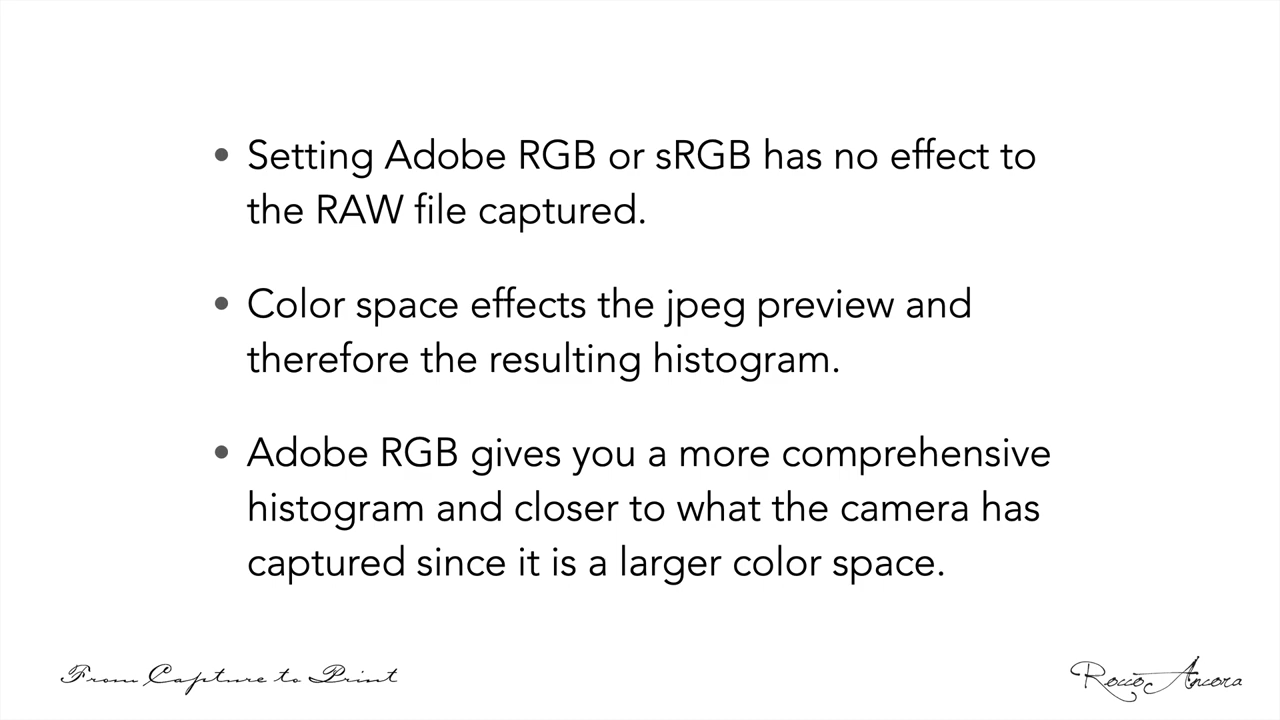 • Setting Adobe RGB or sRGB has no effect to
the RAW file captured.
• Color space effects the jpeg preview and
therefore the resulting histogram.
• Adobe RGB gives you a more comprehensive
histogram and closer to what the camera has
captured since it is a larger color space.
From Capture to Print
Rocco Ancora